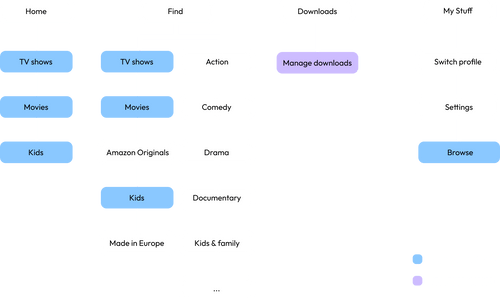 Home Find Downloads My Stuff
TV shows TV shows Action Manage downloads Switch profile
Movies Movies Comedy Settings
Kids Amazon Originals Drama Browse
Kids Documentary
Made in Europe Kids & family
...